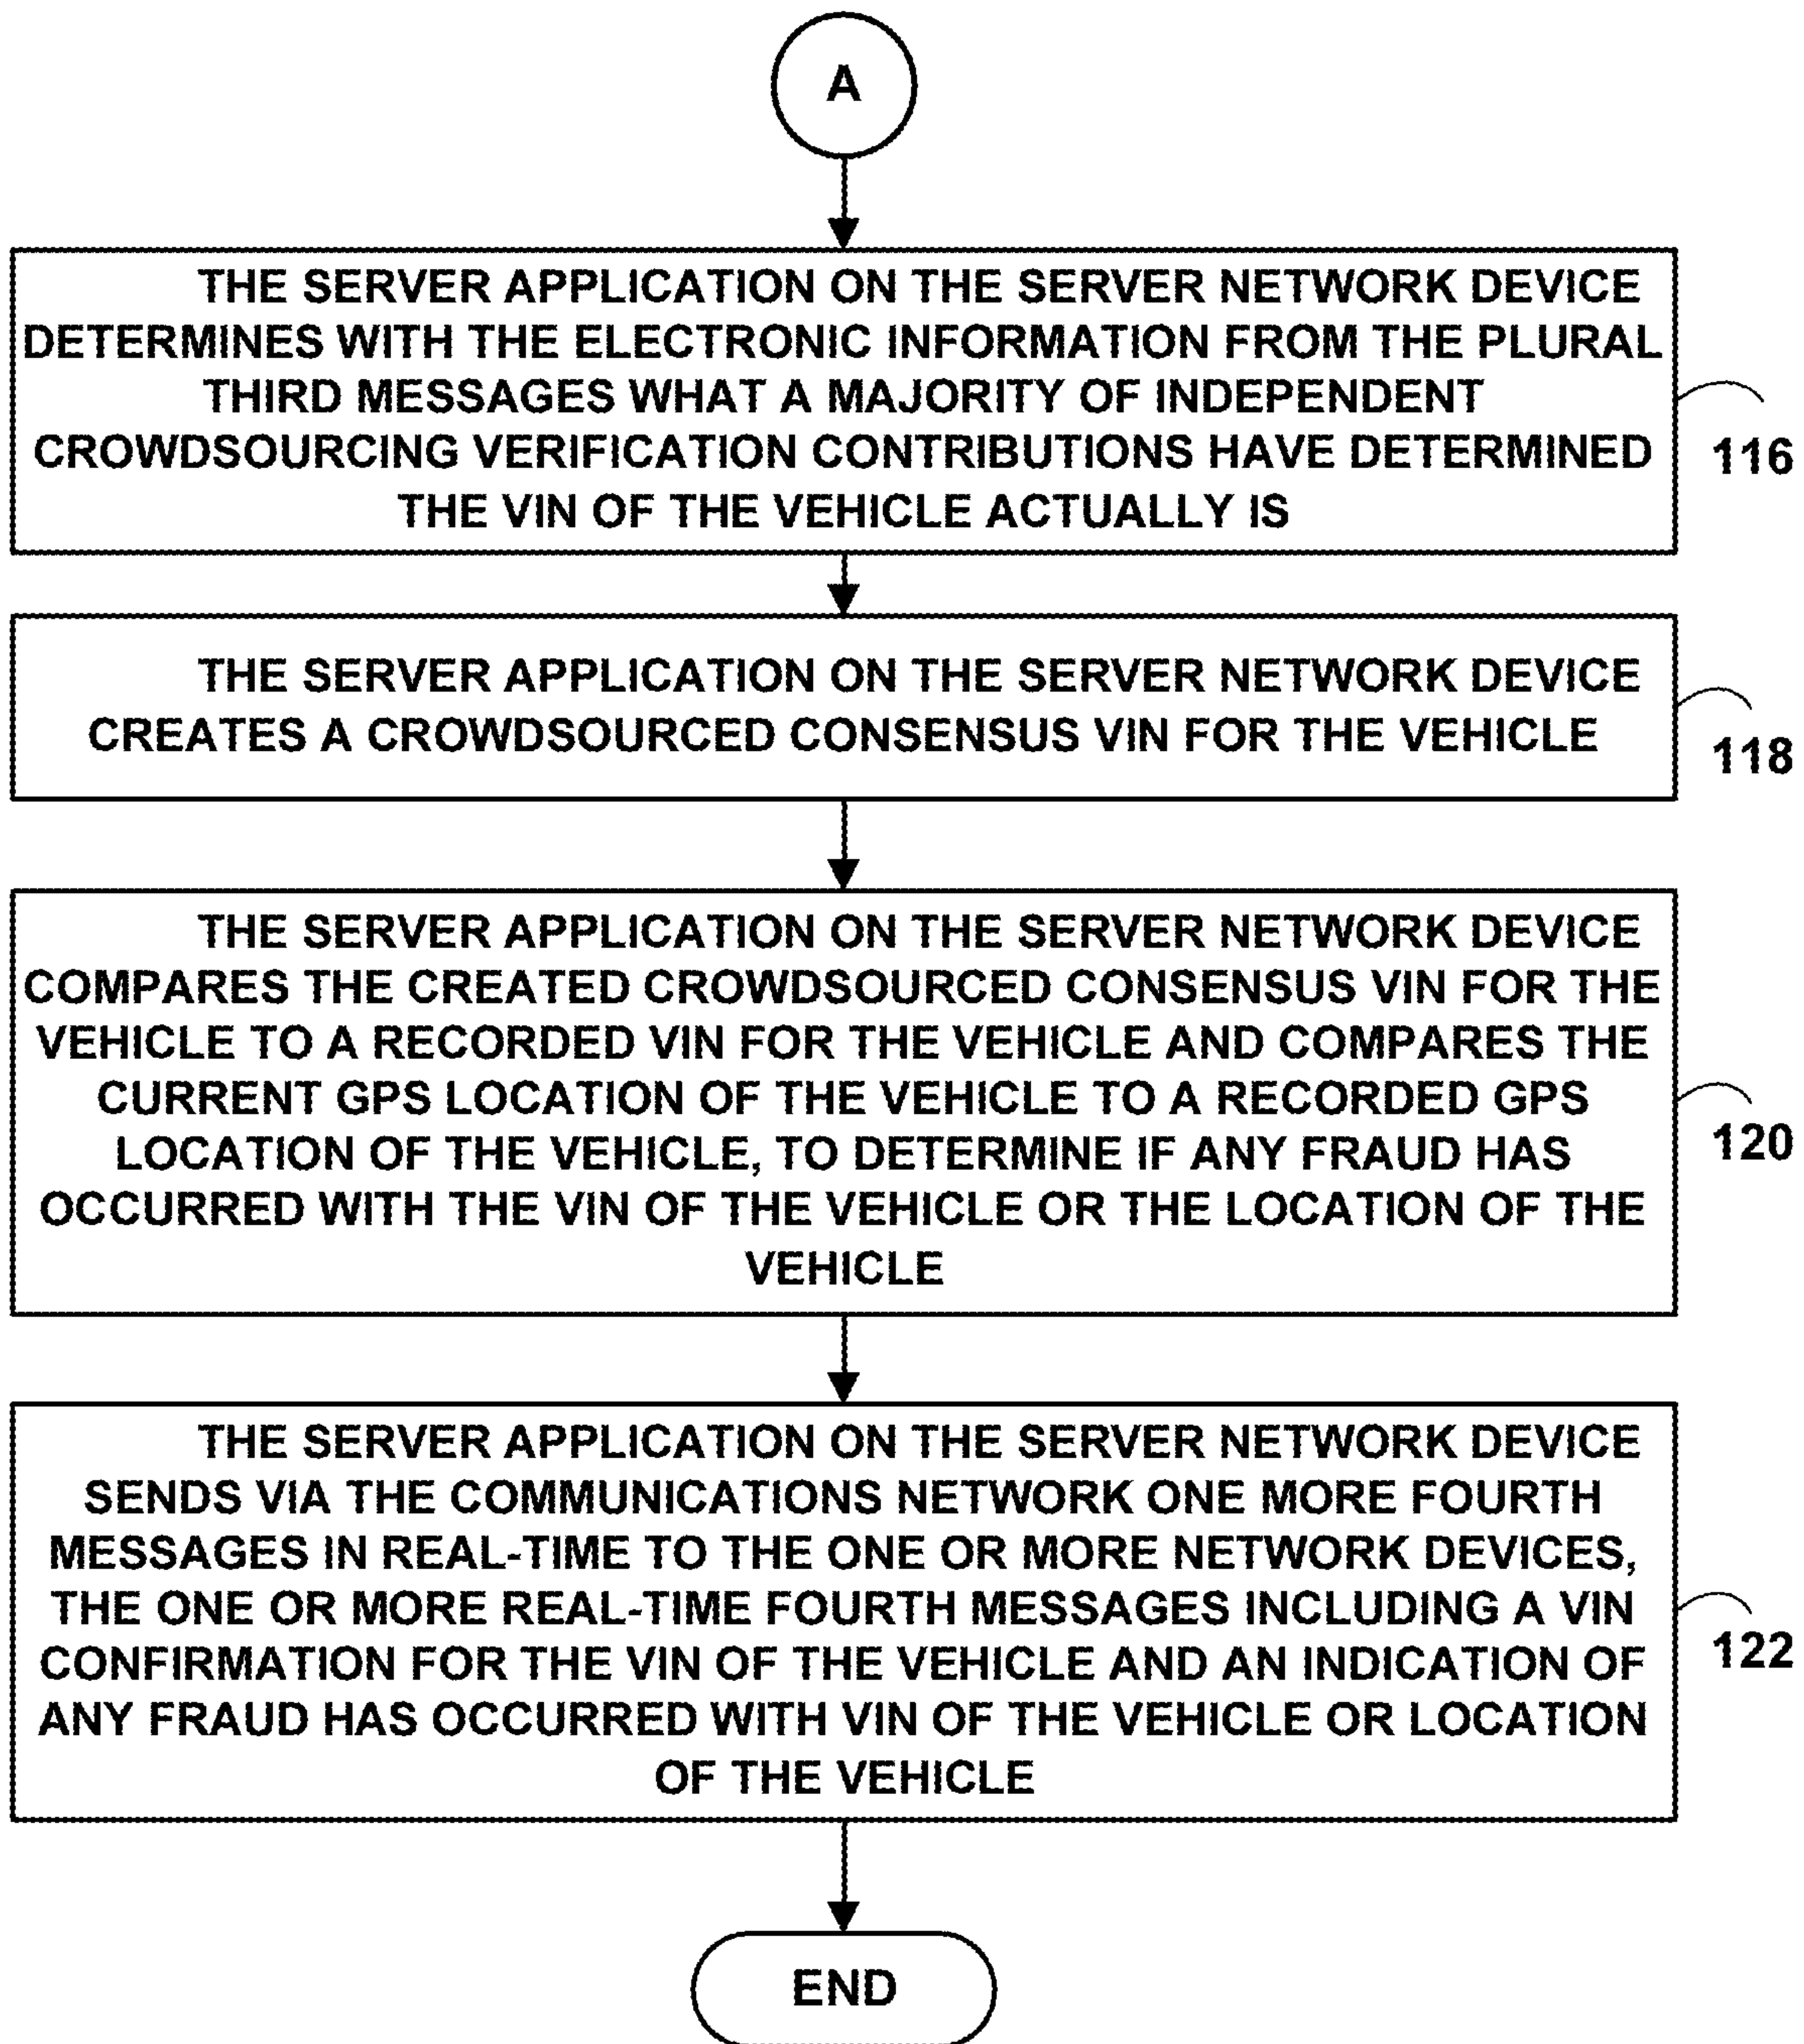 A
THE SERVER APPLICATION ON THE SERVER NETWORK DEVICE
DETERMINES WITH THE ELECTRONIC INFORMATION FROM THE PLURAL
THIRD MESSAGES WHAT A MAJORITY OF INDEPENDENT
CROWDSOURCING VERIFICATION CONTRIBUTIONS HAVE DETERMINED
THE VIN OF THE VEHICLE ACTUALLY IS
116
THE SERVER APPLICATION ON THE SERVER NETWORK DEVICE
CREATES A CROWDSOURCED CONSENSUS VIN FOR THE VEHICLE
118
THE SERVER APPLICATION ON THE SERVER NETWORK DEVICE
COMPARES THE CREATED CROWDSOURCED CONSENSUS VIN FOR THE
VEHICLE TO A RECORDED VIN FOR THE VEHICLE AND COMPARES THE
CURRENT GPS LOCATION OF THE VEHICLE TO A RECORDED GPS
LOCATION OF THE VEHICLE, TO DETERMINE IF ANY FRAUD HAS
OCCURRED WITH THE VIN OF THE VEHICLE OR THE LOCATION OF THE
VEHICLE
120
THE SERVER APPLICATION ON THE SERVER NETWORK DEVICE
SENDS VIA THE COMMUNICATIONS NETWORK ONE MORE FOURTH
MESSAGES IN REAL-TIME TO THE ONE OR MORE NETWORK DEVICES,
THE ONE OR MORE REAL-TIME FOURTH MESSAGES INCLUDING A VIN
CONFIRMATION FOR THE VIN OF THE VEHICLE AND AN INDICATION OF
ANY FRAUD HAS OCCURRED WITH VIN OF THE VEHICLE OR LOCATION
OF THE VEHICLE
122
END